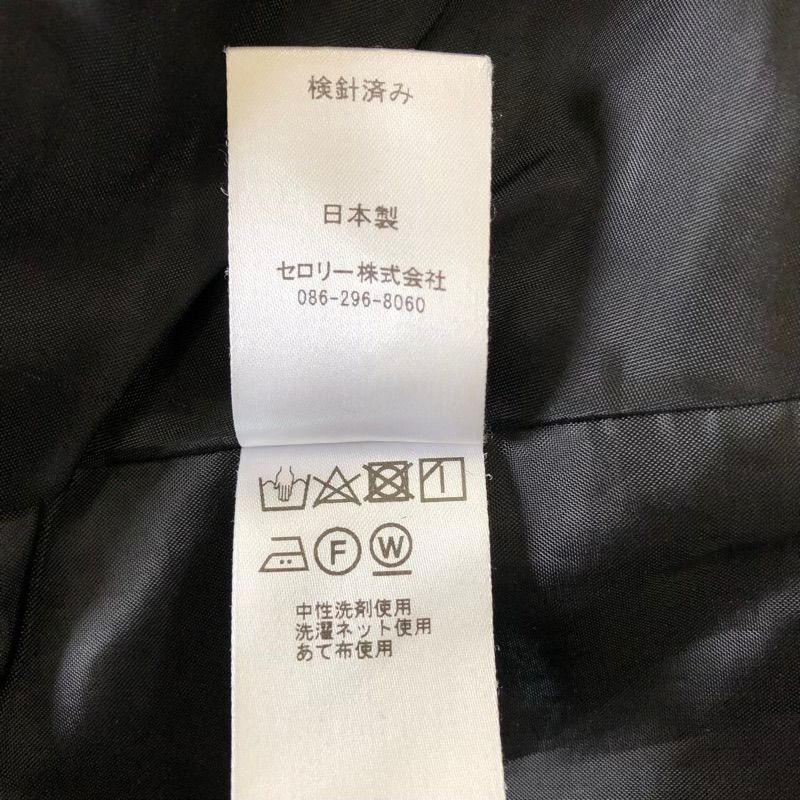 検針済み
日本製
セロリー株式会社
086-296-8060
F W
中性洗剤使用
洗濯ネット使用
あて布使用